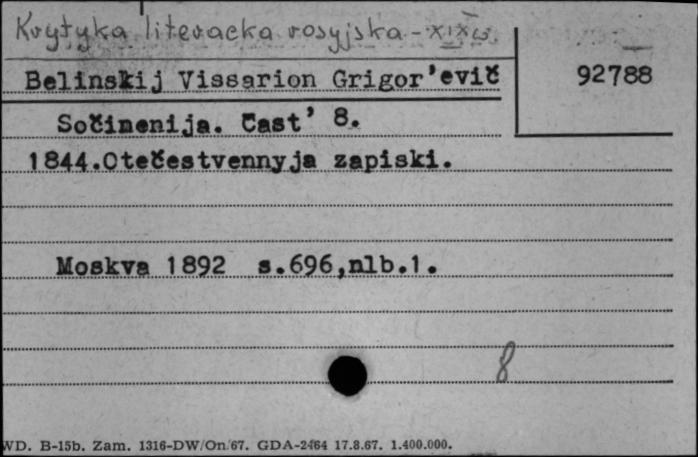 Krytyka literacka rosyjska - XIX w.
Belinskij Vissarion Grigor'evič
92788
Sočinenija. Čast' 8.
1844.Otečestvennyja zapiski.
Moskva 1892 s.696,nlb.1.
8
WD. B-15b. Zam. 1316-DW/On/67. GDA-2464 17.8.67. 1.400.000.